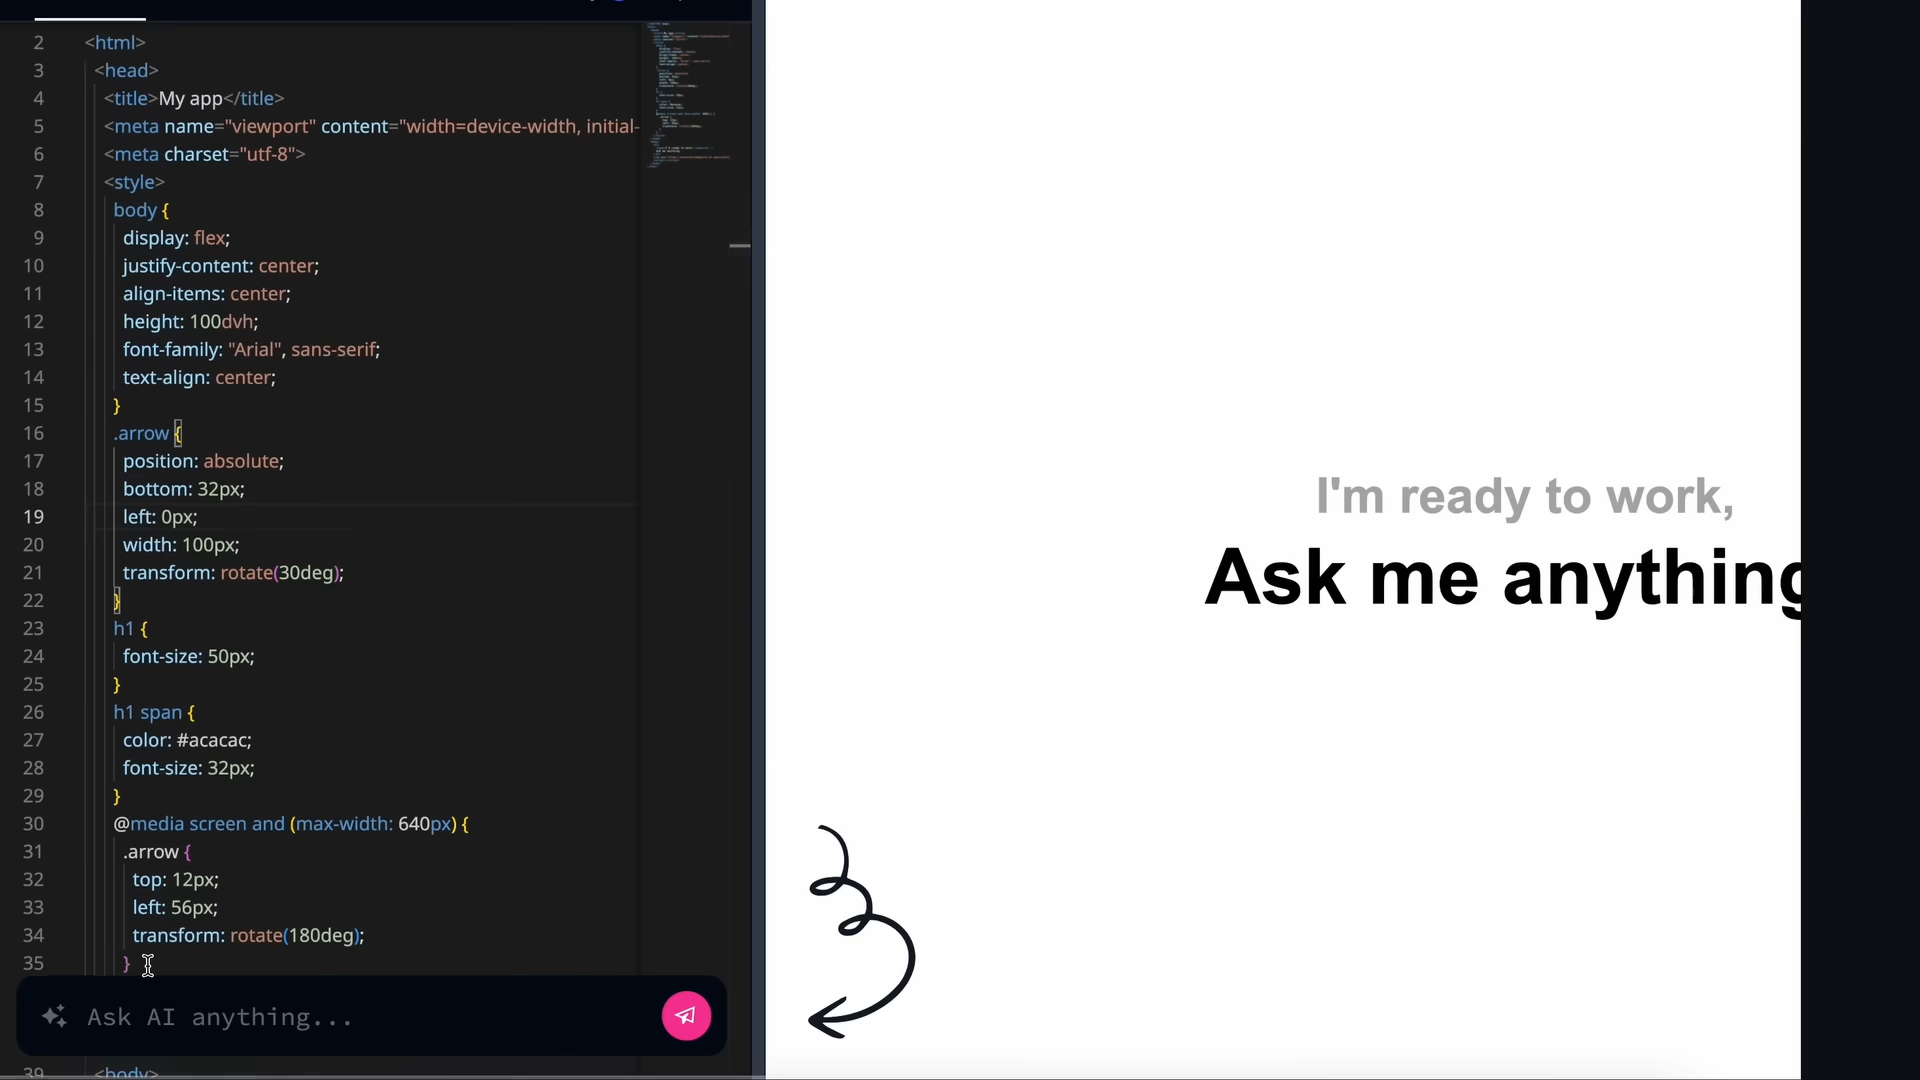 2 <html>
3 <head>
4 <title>My app</title>
5 <meta name="viewport" content="width=device-width, initial-
6 <meta charset="utf-8">
7 <style>
8 body {
9 display: flex;
10 justify-content: center;
11 align-items: center;
12 height: 100dvh;
13 font-family: "Arial", sans-serif;
14 text-align: center;
15 }
16 .arrow {
17 position: absolute;
18 bottom: 32px;
19 left: 0px;
20 width: 100px;
21 transform: rotate(30deg);
22 }
23 h1 {
24 font-size: 50px;
25 }
26 h1 span {
27 color: #acacac;
28 font-size: 32px;
29 }
30 @media screen and (max-width: 640px) {
31 .arrow {
32 top: 12px;
33 left: 56px;
34 transform: rotate(180deg);
35 }
39 <body>
Ask AI anything...
I'm ready to work,
Ask me anything